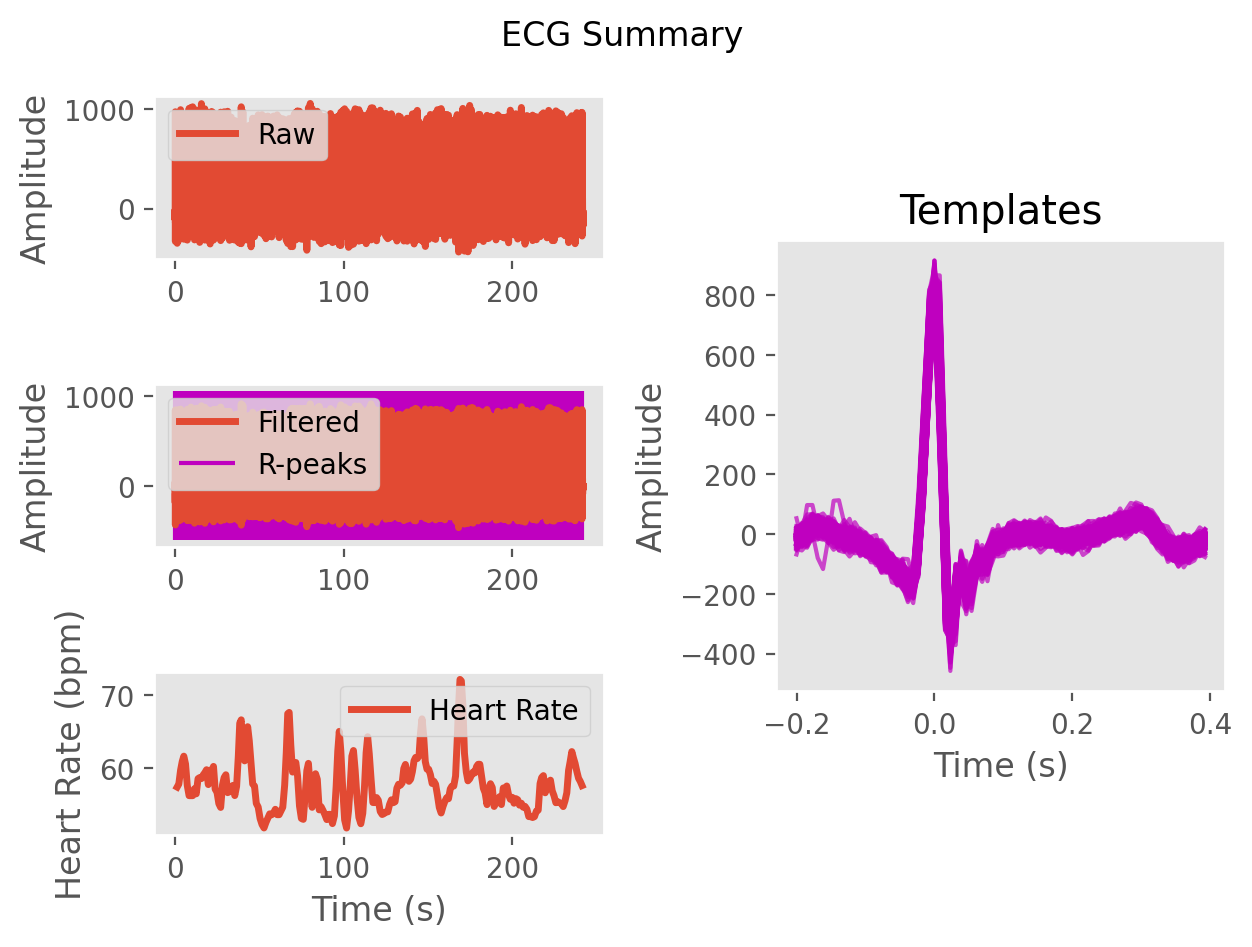 ECG Summary
Amplitude
1000
0
Raw
0 100 200
Amplitude
1000
0
Filtered
R-peaks
0 100 200
Heart Rate (bpm)
70
60
Heart Rate
0 100 200
Time (s)
Templates
Amplitude
800
600
400
200
0
−200
−400
−0.2 0.0 0.2 0.4
Time (s)